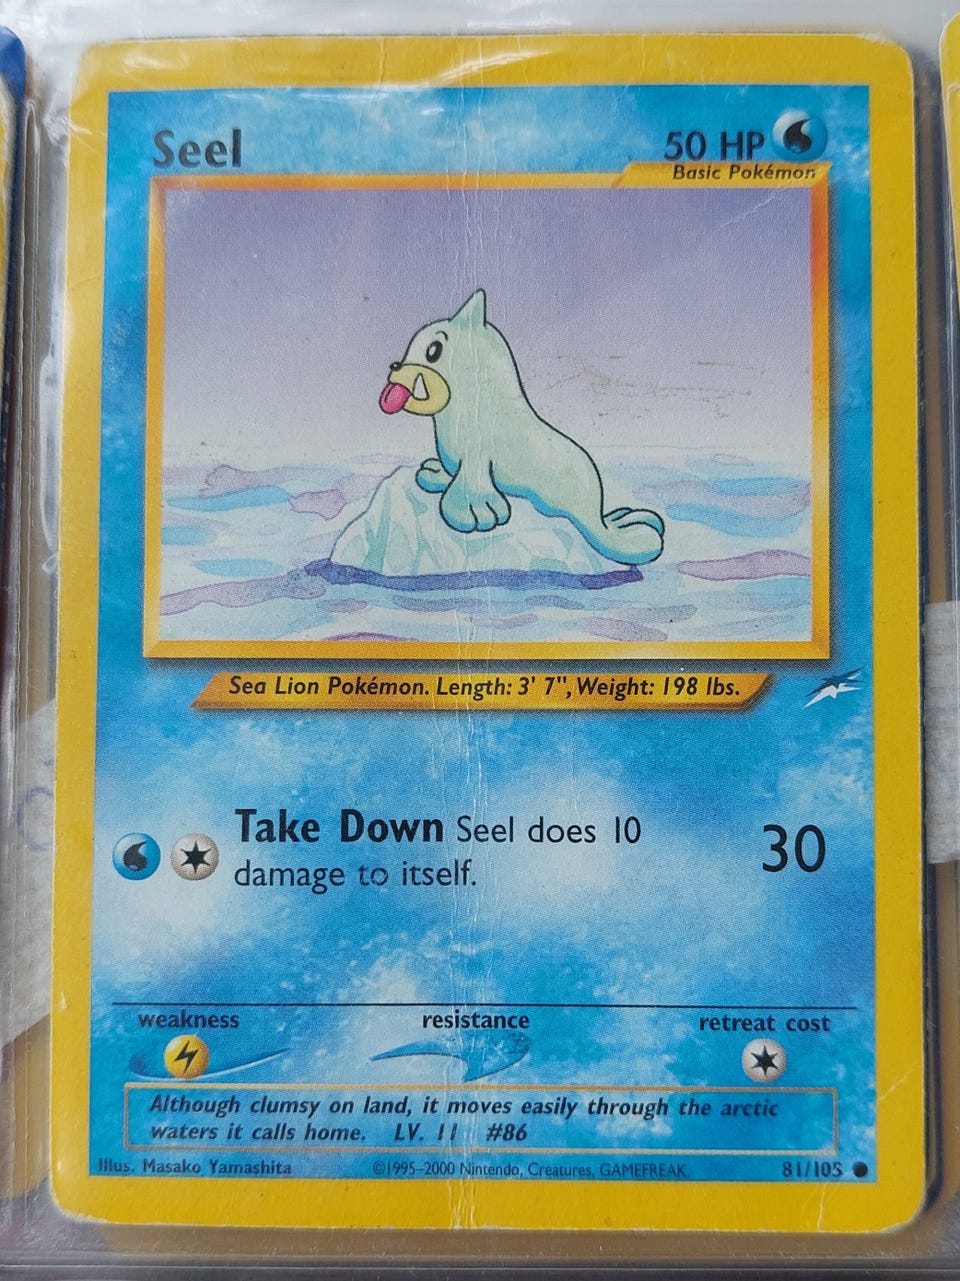 Seel
50 HP
Basic Pokémon
Sea Lion Pokémon. Length: 3' 7", Weight: 198 lbs.
Take Down Seel does 10
damage to itself.
30
weakness
resistance
retreat cost
Although clumsy on land, it moves easily through the arctic
waters it calls home. LV. 11 #86
Illus. Masako Yamashita
©1995–2000 Nintendo, Creatures, GAMEFREAK.
81/105